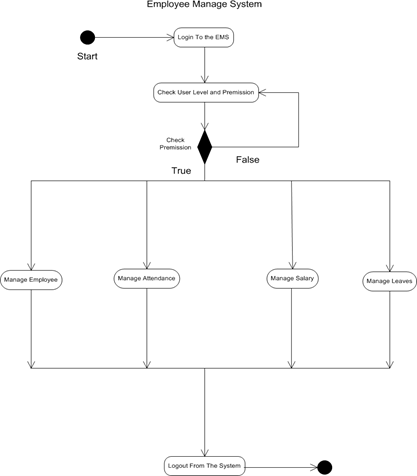 Employee Manage System
Login To the EMS
Start
Check User Level and Premission
Check
Premission
False
True
Manage Employee
Manage Attendance
Manage Salary
Manage Leaves
Logout From The System